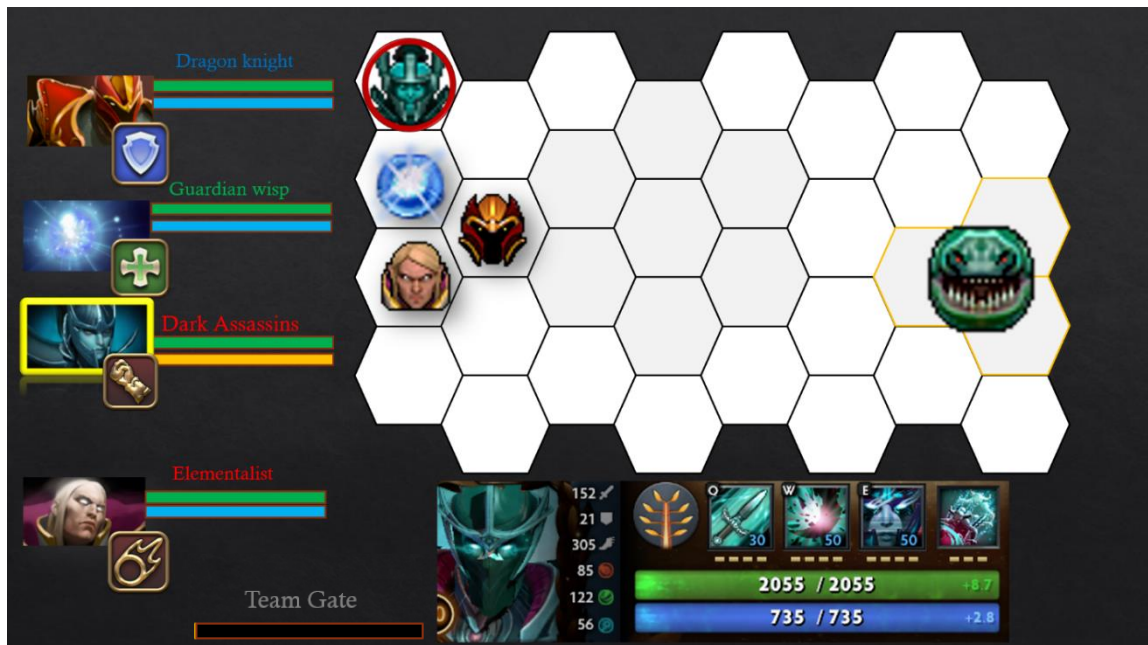 Dragon knight
Guardian wisp
Dark Assassins
Elementalist
Team Gate
152
21
305
85
122
56
Q
30
W
50
E
50
2055 / 2055
+8.7
735 / 735
+2.8